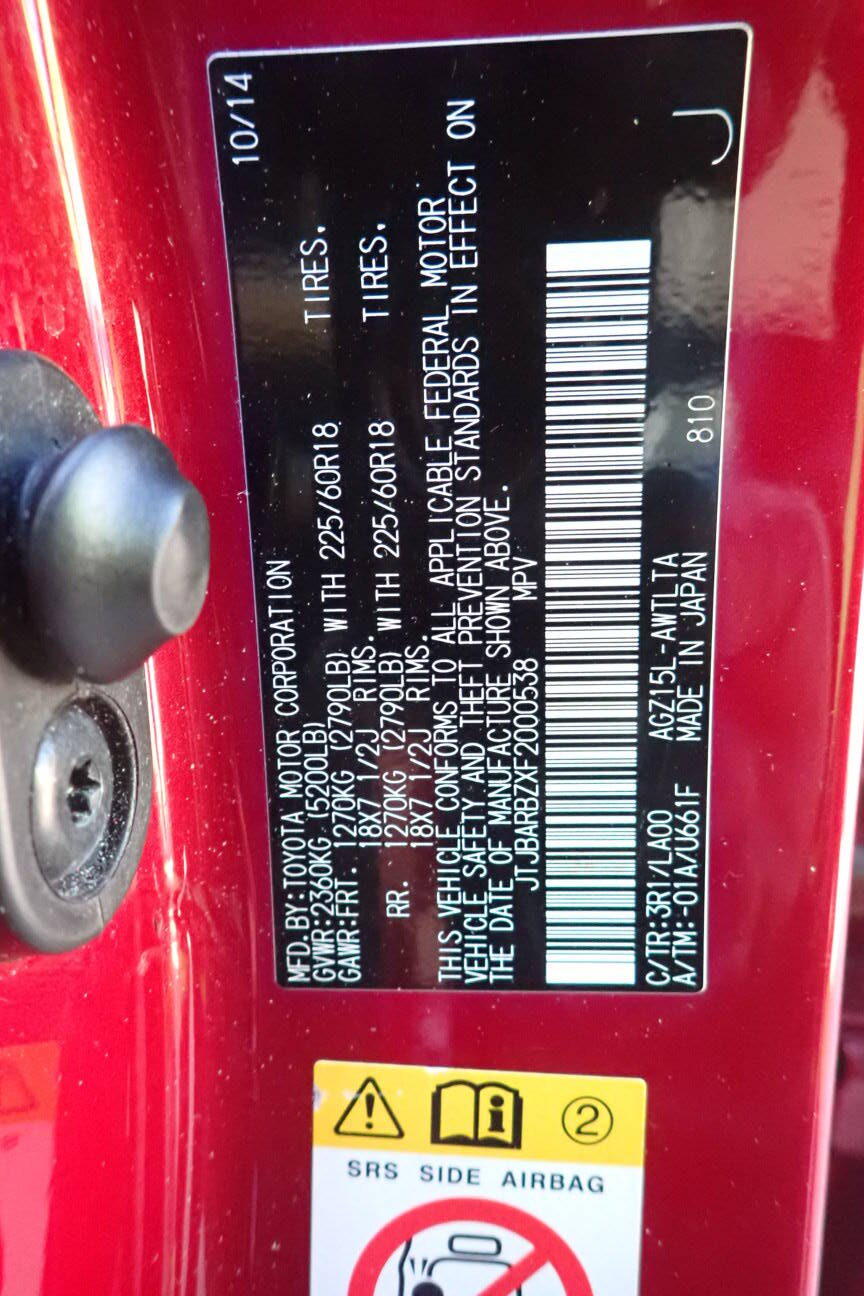 MFD.BY:TOYOTA MOTOR CORPORATION 10/14
GVWR:2360KG (5200LB)
GAWR:FRT. 1270KG (2790LB) WITH 225/60R18 TIRES.
18X7 1/2J RIMS.
RR. 1270KG (2790LB) WITH 225/60R18 TIRES.
18X7 1/2J RIMS.
THIS VEHICLE CONFORMS TO ALL APPLICABLE FEDERAL MOTOR
VEHICLE SAFETY AND THEFT PREVENTION STANDARDS IN EFFECT ON
THE DATE OF MANUFACTURE SHOWN ABOVE.
JTJBARBZXF2000538 MPV
C/TR:3R1/LA00 AGZ15L-AWTLTA
A/TM:-01A/U661F MADE IN JAPAN 810 J
2
SRS SIDE AIRBAG